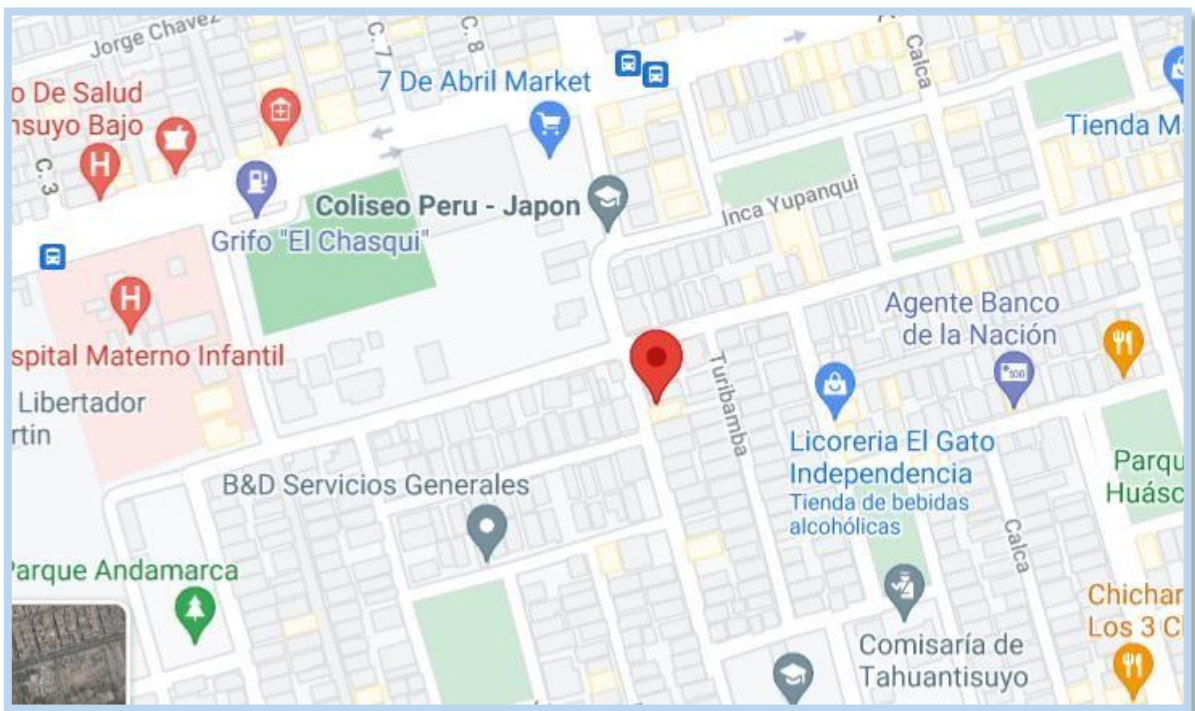 Jorge Chavez
C. 7
C. 8
Calca
7 De Abril Market
o De Salud
nsuyo Bajo
C. 3
Tienda M
Coliseo Peru - Japon
Inca Yupanqui
Grifo "El Chasqui"
Agente Banco
de la Nación
spital Materno Infantil
Turibamba
Libertador
rtin
Licoreria El Gato
Independencia
Tienda de bebidas
alcohólicas
Parqu
Huásc
B&D Servicios Generales
Calca
Parque Andamarca
Chichar
Los 3 C
Comisaría de
Tahuantisuyo